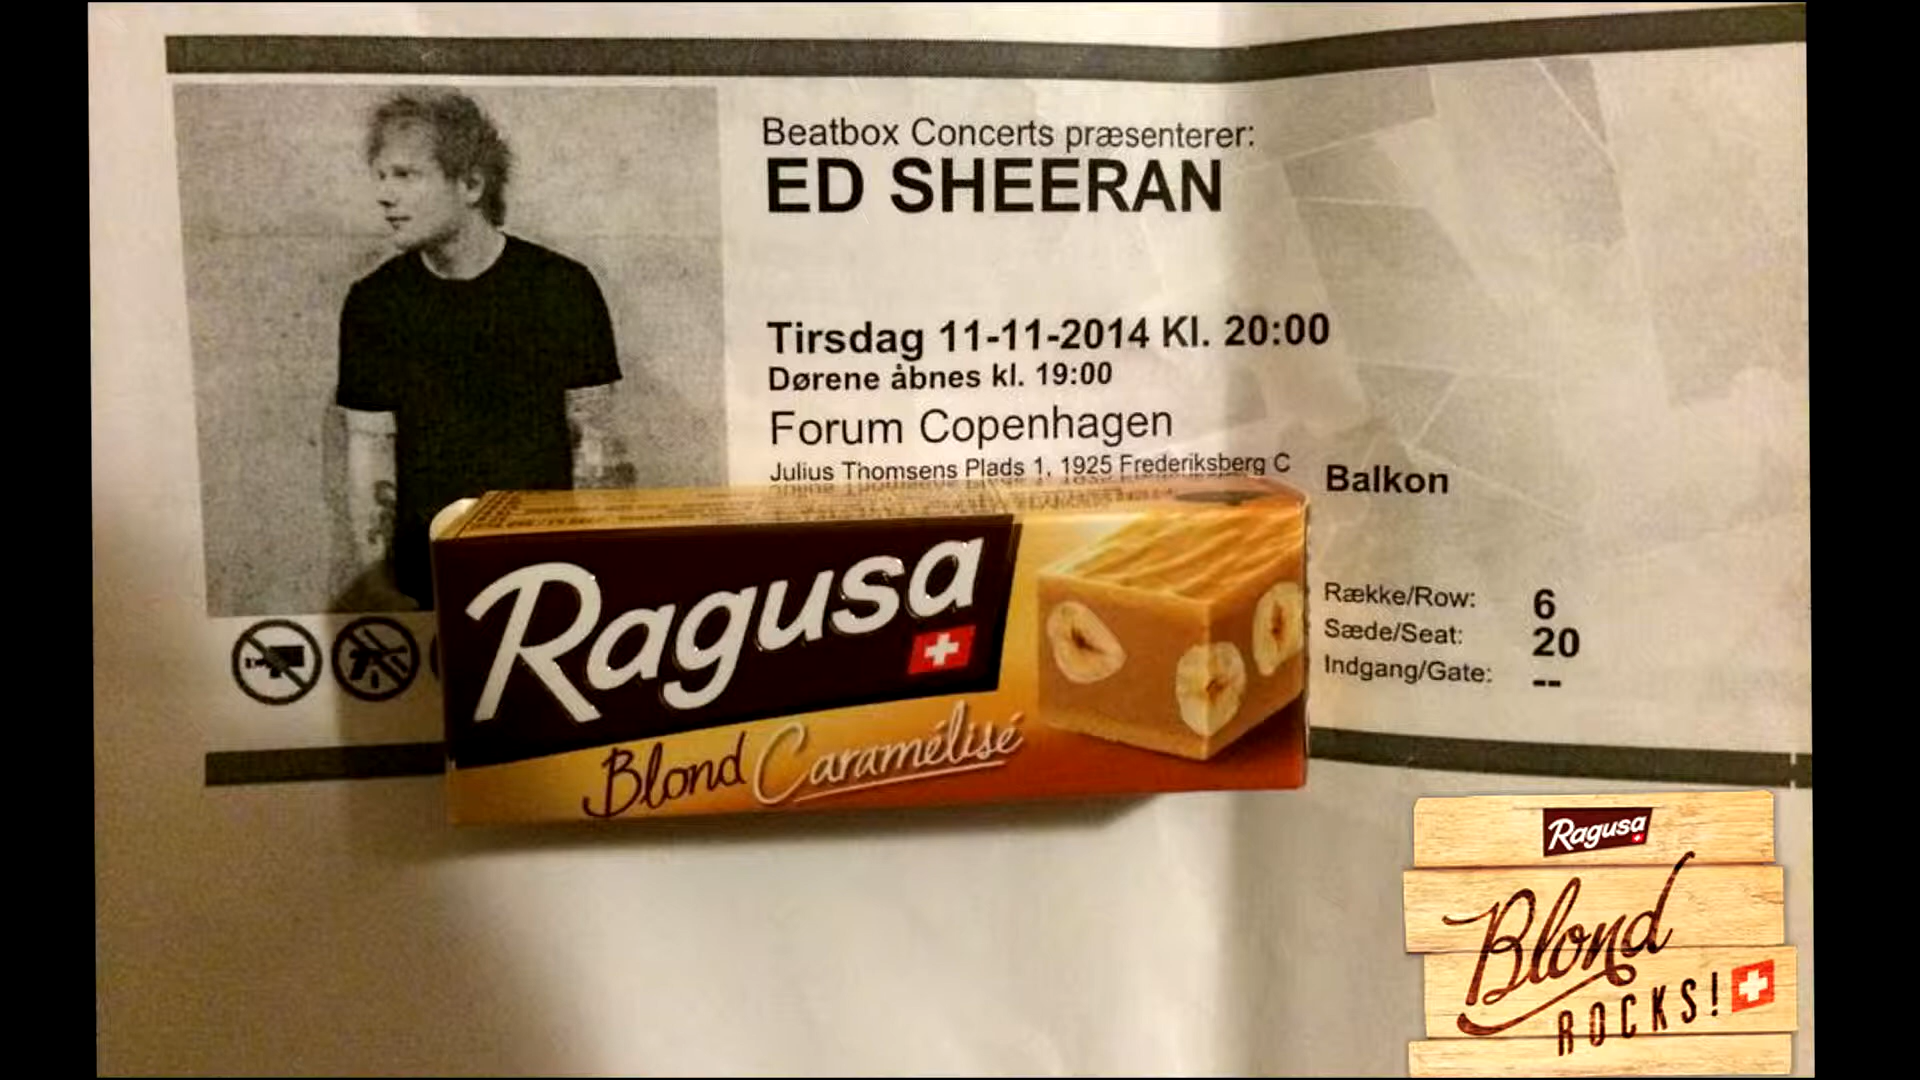 Beatbox Concerts præsenterer:
ED SHEERAN
Tirsdag 11-11-2014 Kl. 20:00
Dørene åbnes kl. 19:00
Forum Copenhagen
Julius Thomsens Plads 1, 1925 Frederiksberg C
Balkon
Række/Row: 6
Sæde/Seat: 20
Indgang/Gate: --
Ragusa
Blond Caramélisé
Ragusa
Blond
ROCKS!